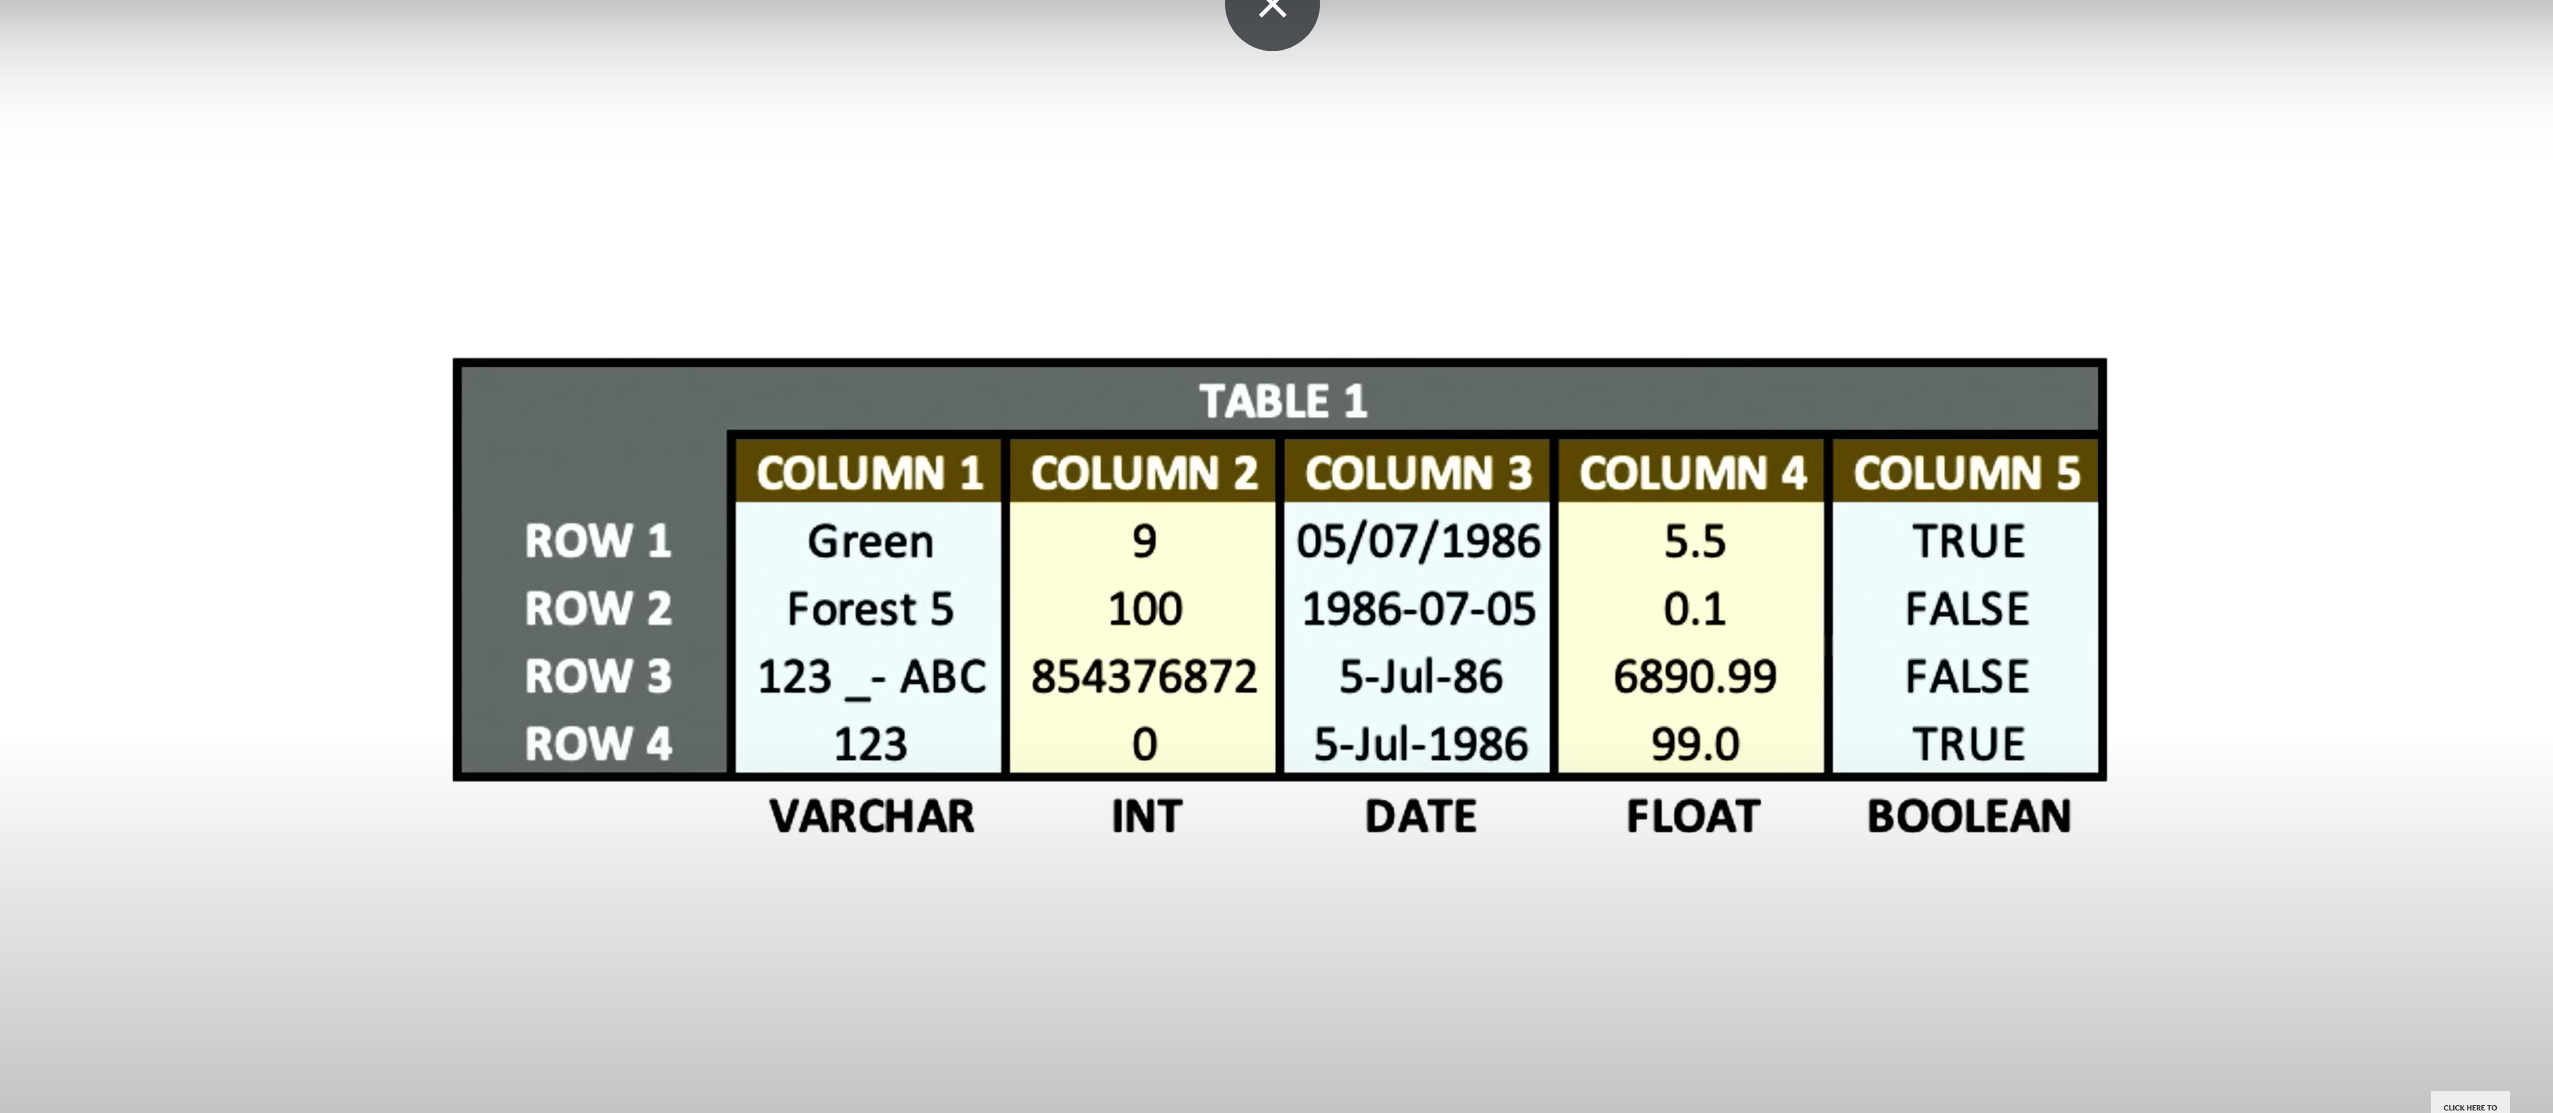 TABLE 1
COLUMN 1 COLUMN 2 COLUMN 3 COLUMN 4 COLUMN 5
ROW 1 Green 9 05/07/1986 5.5 TRUE
ROW 2 Forest 5 100 1986-07-05 0.1 FALSE
ROW 3 123 _- ABC 854376872 5-Jul-86 6890.99 FALSE
ROW 4 123 0 5-Jul-1986 99.0 TRUE
VARCHAR INT DATE FLOAT BOOLEAN
CLICK HERE TO